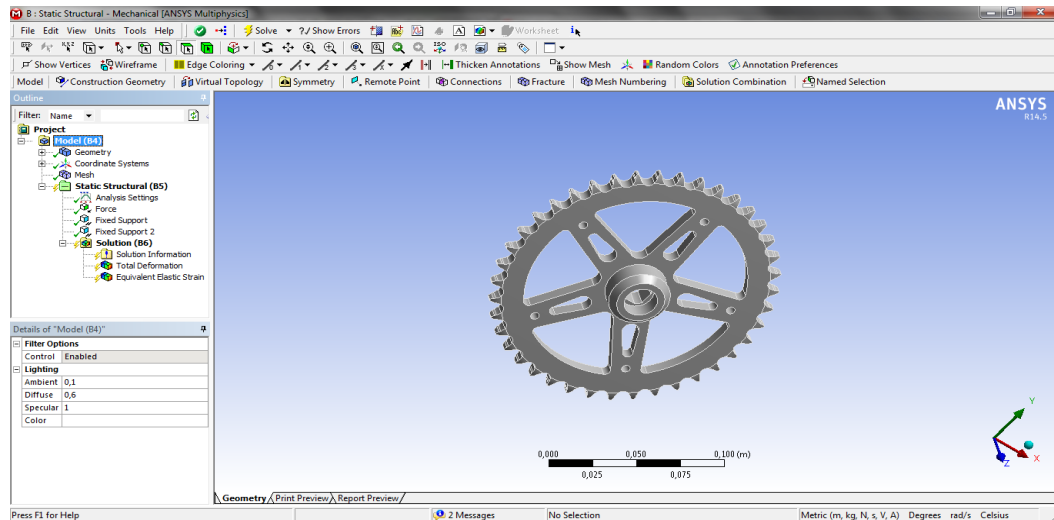 B : Static Structural - Mechanical [ANSYS Multiphysics]
File Edit View Units Tools Help Solve ?/ Show Errors A Worksheet
Show Vertices Wireframe Edge Coloring Thicken Annotations Show Mesh Random Colors Annotation Preferences
Model Construction Geometry Virtual Topology Symmetry Remote Point Connections Fracture Mesh Numbering Solution Combination Named Selection
Outline
Filter: Name
Project
Model (B4)
Geometry
Coordinate Systems
Mesh
Static Structural (B5)
Analysis Settings
Force
Fixed Support
Fixed Support 2
Solution (B6)
Solution Information
Total Deformation
Equivalent Elastic Strain
Details of "Model (B4)"
Filter Options
Control Enabled
Lighting
Ambient 0,1
Diffuse 0,6
Specular 1
Color
ANSYS
R14.5
Y
X
Z
0,000 0,050 0,100 (m)
0,025 0,075
Geometry Print Preview Report Preview
Press F1 for Help 2 Messages No Selection Metric (m, kg, N, s, V, A) Degrees rad/s Celsius